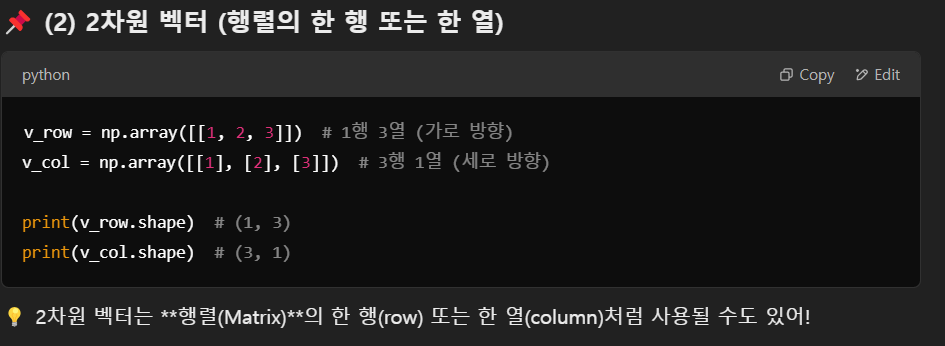 📌 (2) 2차원 벡터 (행렬의 한 행 또는 한 열)
python Copy Edit
v_row = np.array([[1, 2, 3]])  # 1행 3열 (가로 방향)
v_col = np.array([[1], [2], [3]])  # 3행 1열 (세로 방향)
print(v_row.shape)  # (1, 3)
print(v_col.shape)  # (3, 1)
💡 2차원 벡터는 **행렬(Matrix)**의 한 행(row) 또는 한 열(column)처럼 사용될 수도 있어!